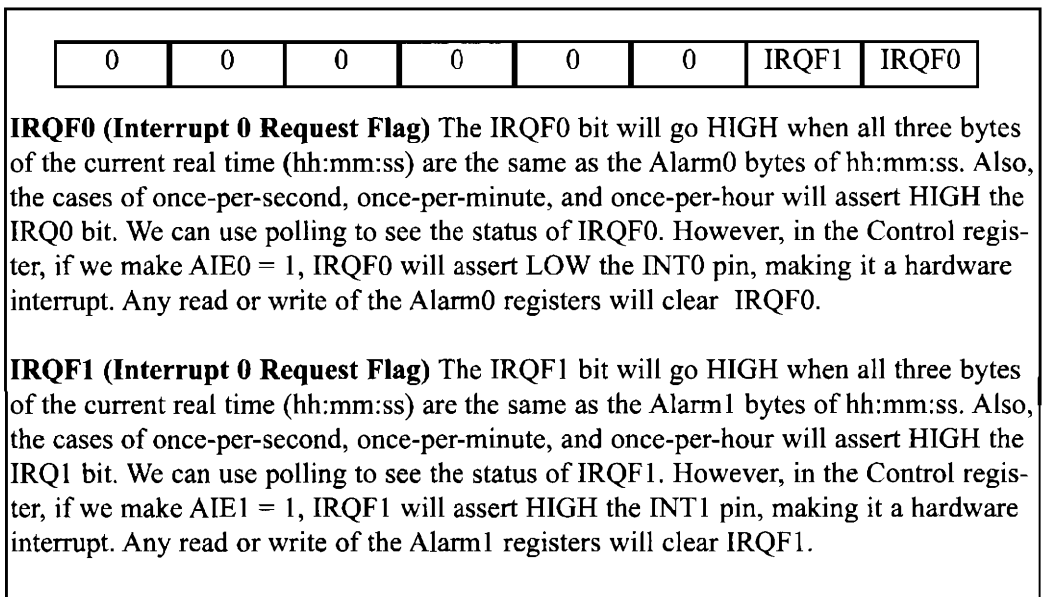 0 0 0 0 0 0 IRQF1 IRQF0
IRQF0 (Interrupt 0 Request Flag) The IRQF0 bit will go HIGH when all three bytes
of the current real time (hh:mm:ss) are the same as the Alarm0 bytes of hh:mm:ss. Also,
the cases of once-per-second, once-per-minute, and once-per-hour will assert HIGH the
IRQ0 bit. We can use polling to see the status of IRQF0. However, in the Control regis-
ter, if we make AIE0 = 1, IRQF0 will assert LOW the INT0 pin, making it a hardware
interrupt. Any read or write of the Alarm0 registers will clear IRQF0.
IRQF1 (Interrupt 0 Request Flag) The IRQF1 bit will go HIGH when all three bytes
of the current real time (hh:mm:ss) are the same as the Alarm1 bytes of hh:mm:ss. Also,
the cases of once-per-second, once-per-minute, and once-per-hour will assert HIGH the
IRQ1 bit. We can use polling to see the status of IRQF1. However, in the Control regis-
ter, if we make AIE1 = 1, IRQF1 will assert HIGH the INT1 pin, making it a hardware
interrupt. Any read or write of the Alarm1 registers will clear IRQF1.